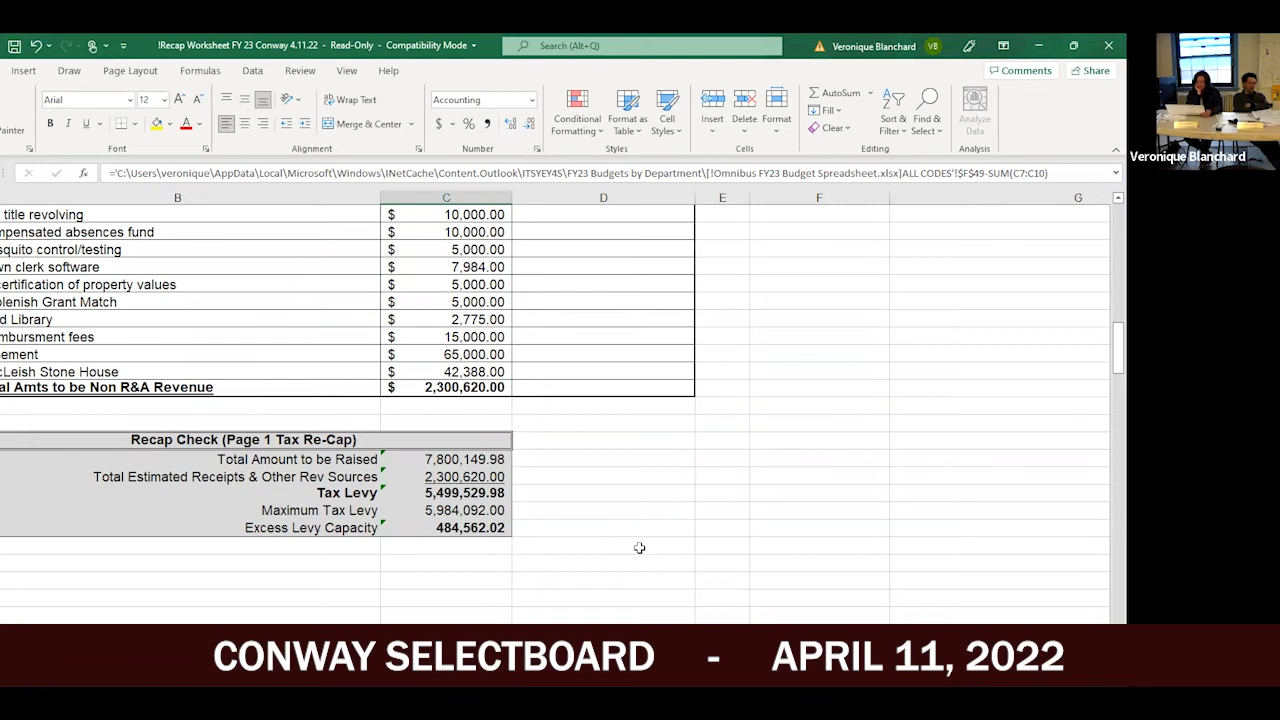 !Recap Worksheet FY 23 Conway 4.11.22 - Read-Only - Compatibility Mode
Search (Alt+Q)
Veronique Blanchard VB
Insert Draw Page Layout Formulas Data Review View Help
Comments Share
Arial 12 Wrap Text Accounting AutoSum
Painter B I U Merge & Center $ % Conditional Formatting Format as Table Cell Styles Insert Delete Format Fill Clear Sort & Filter Find & Select Analyze Data
Font Alignment Number Styles Cells Editing Analysis
Veronique Blanchard
fx ='C:\Users\veronique\AppData\Local\Microsoft\Windows\INetCache\Content.Outlook\ITSYEY4S\FY23 Budgets by Department\[!Omnibus FY23 Budget Spreadsheet.xlsx]ALL CODES'!$F$49-SUM(C7:C10)
B C D E F G
title revolving $ 10,000.00
mpensated absences fund $ 10,000.00
squito control/testing $ 5,000.00
wn clerk software $ 7,984.00
certification of property values $ 5,000.00
plenish Grant Match $ 5,000.00
d Library $ 2,775.00
mbursment fees $ 15,000.00
sement $ 65,000.00
cLeish Stone House $ 42,388.00
al Amts to be Non R&A Revenue $ 2,300,620.00
Recap Check (Page 1 Tax Re-Cap)
Total Amount to be Raised 7,800,149.98
Total Estimated Receipts & Other Rev Sources 2,300,620.00
Tax Levy 5,499,529.98
Maximum Tax Levy 5,984,092.00
Excess Levy Capacity 484,562.02
CONWAY SELECTBOARD - APRIL 11, 2022